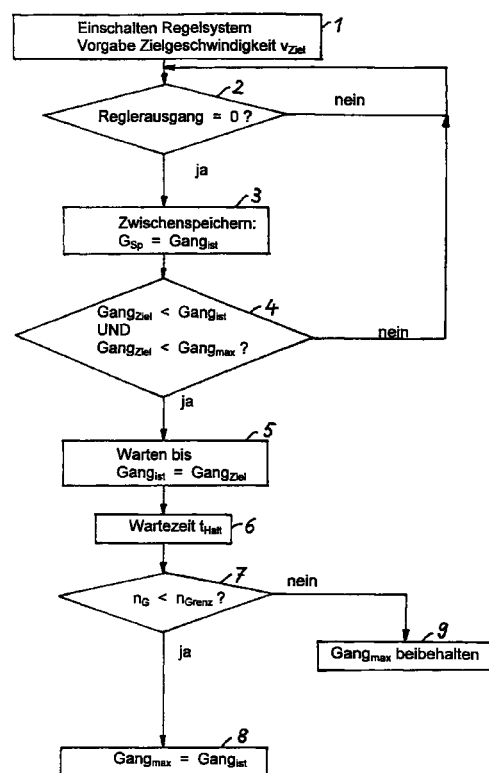 1
Einschalten Regelsystem
Vorgabe Zielgeschwindigkeit vZiel
2
Reglerausgang = 0 ?
nein
ja
3
Zwischenspeichern:
GSp = Gangist
4
GangZiel < Gangist
UND
GangZiel < Gangmax ?
nein
ja
5
Warten bis
Gangist = GangZiel
Wartezeit tHalt
6
7
nG < nGrenz ?
nein
ja
9
Gangmax beibehalten
8
Gangmax = Gangist